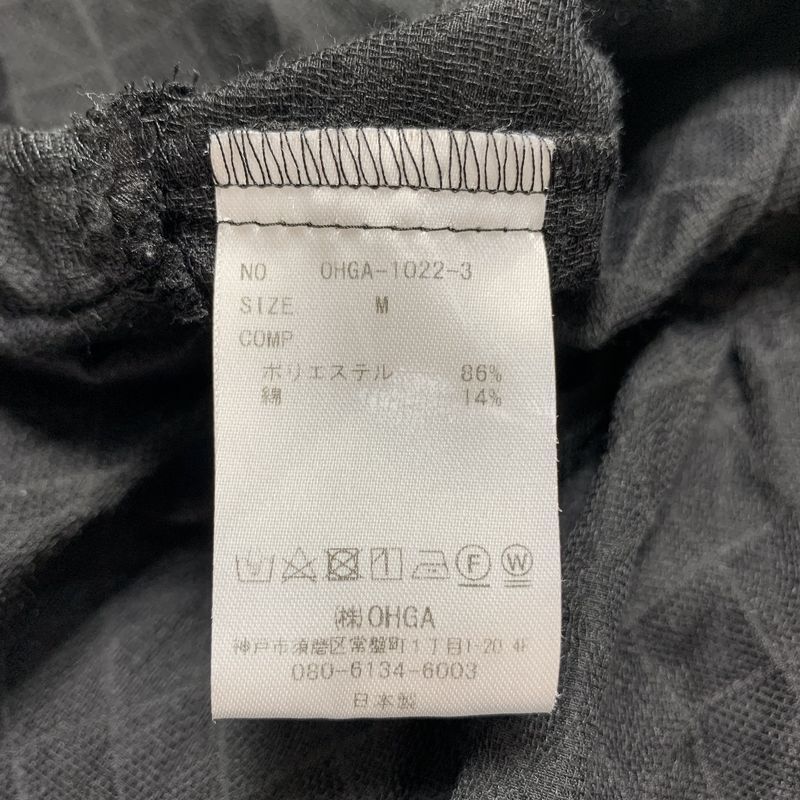 NO OHGA-1022-3
SIZE M
COMP
ポリエステル 86%
綿 14%
F W
㈱OHGA
神戸市須磨区常盤町1丁目1-20 4F
080-6134-6003
日本製